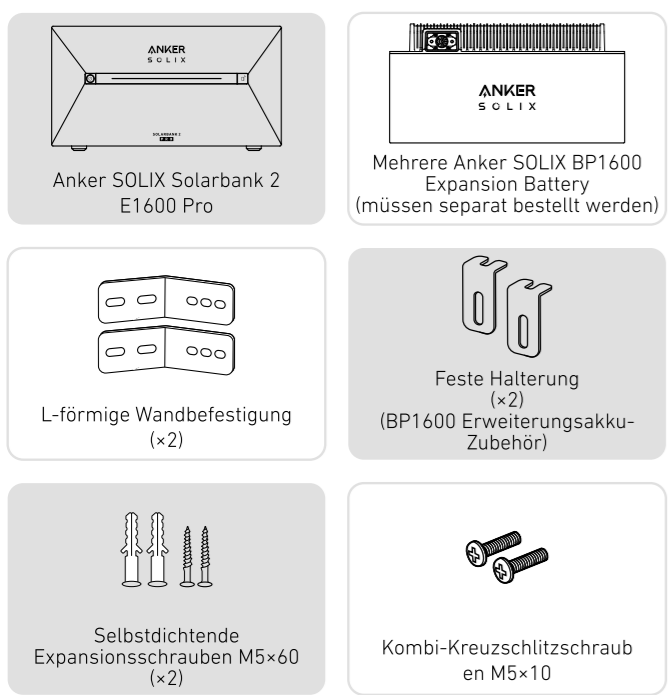 ANKER
SOLIX
SOLARBANK 2
PRO
Anker SOLIX Solarbank 2
E1600 Pro
ANKER
SOLIX
Mehrere Anker SOLIX BP1600
Expansion Battery
(müssen separat bestellt werden)
L-förmige Wandbefestigung
(×2)
Feste Halterung
(×2)
(BP1600 Erweiterungsakku-
Zubehör)
Selbstdichtende
Expansionsschrauben M5×60
(×2)
Kombi-Kreuzschlitzschraub
en M5×10